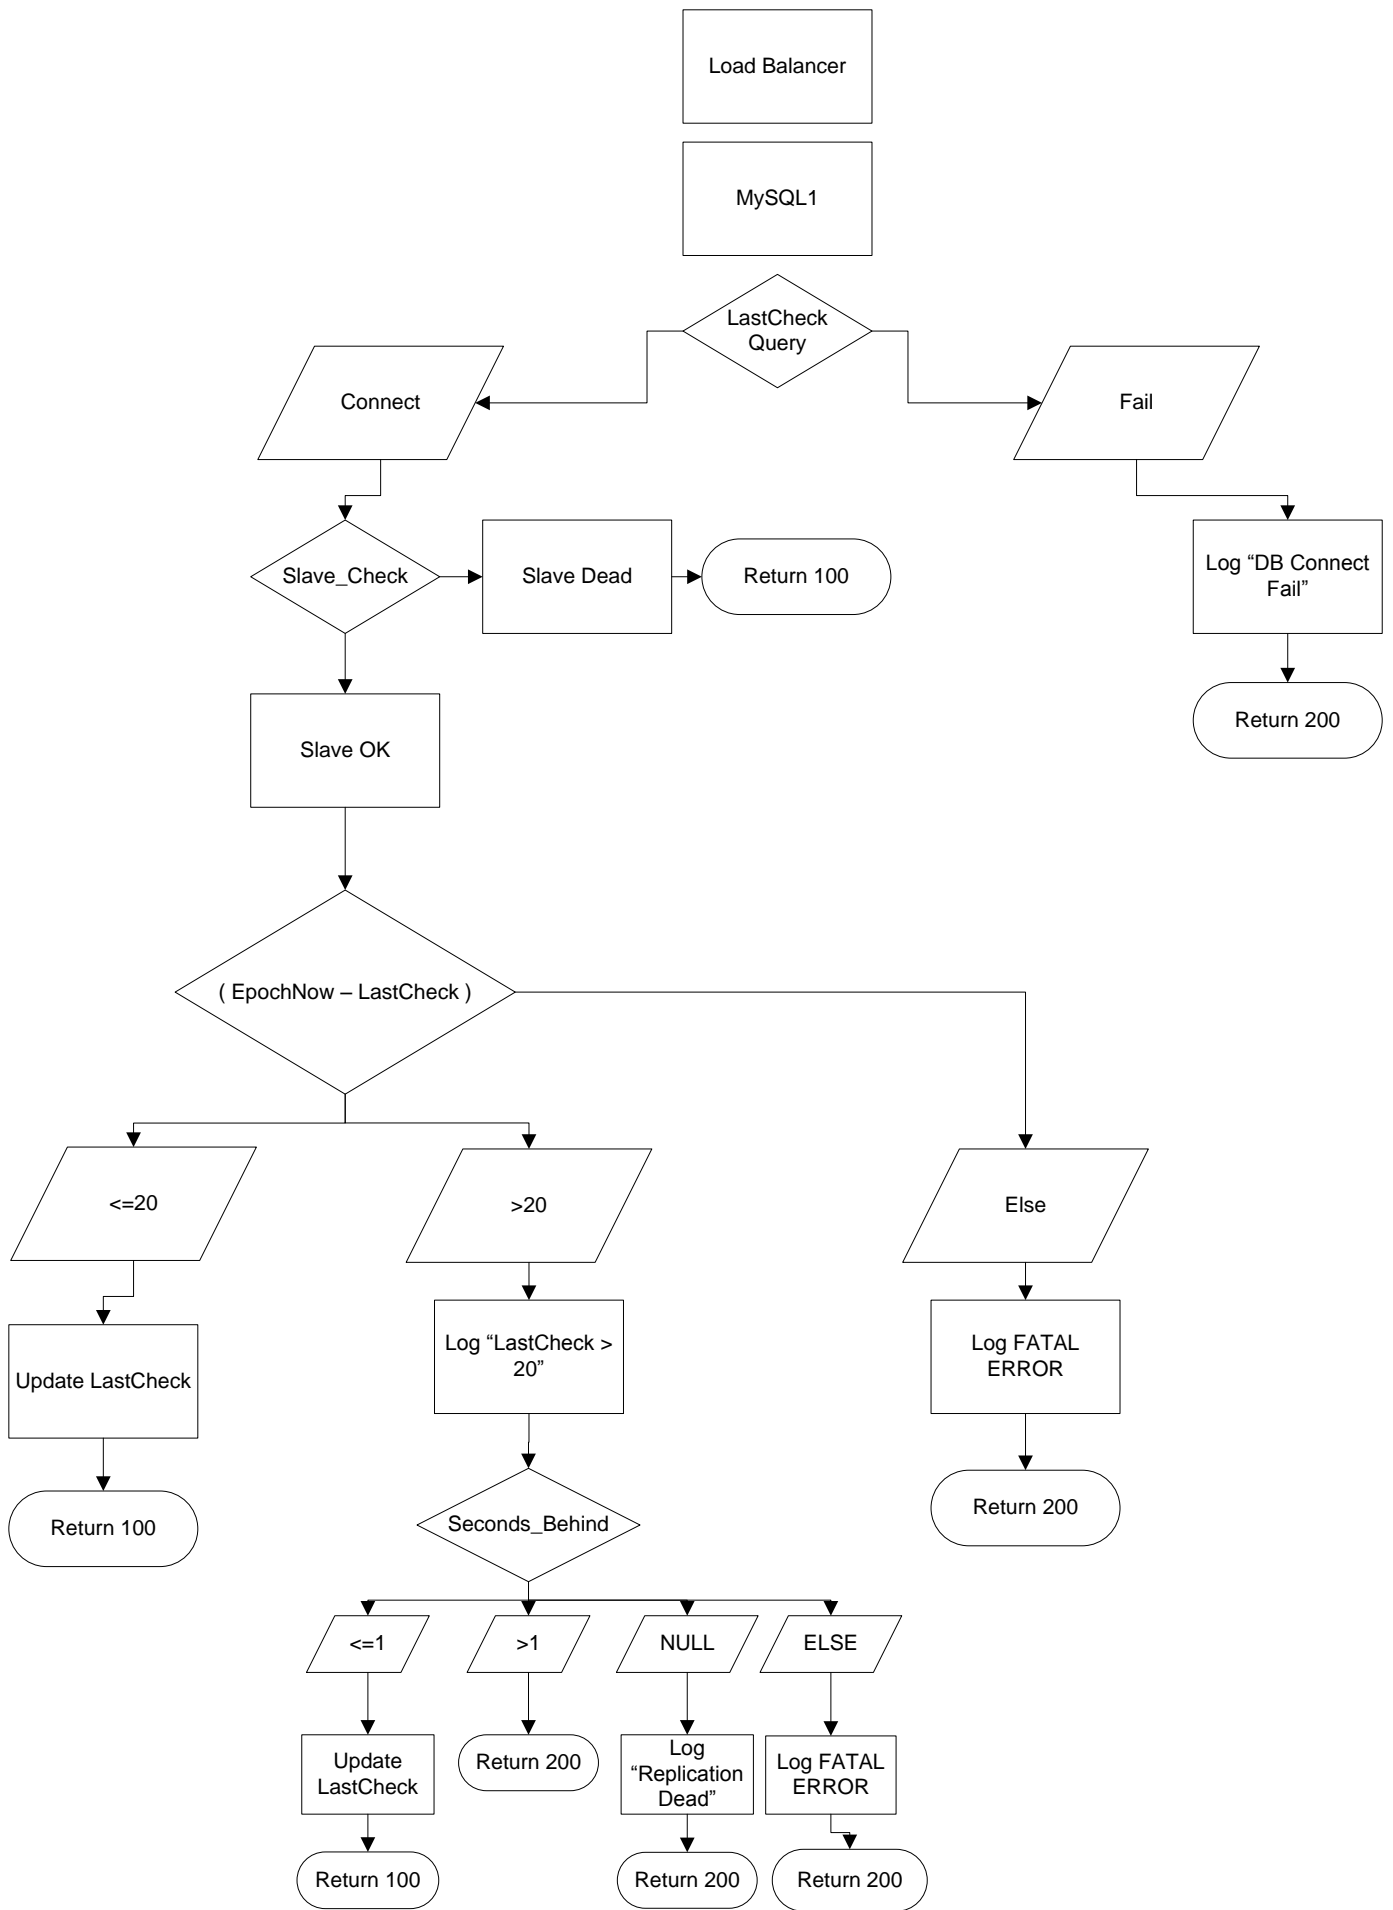 Load Balancer
MySQL1
LastCheck
Query
Connect
Fail
Slave_Check
Slave Dead
Return 100
Log “DB Connect
Fail”
Return 200
Slave OK
( EpochNow – LastCheck )
<=20
>20
Else
Update LastCheck
Log “LastCheck >
20”
Log FATAL
ERROR
Return 100
Seconds_Behind
Return 200
<=1
>1
NULL
ELSE
Update
LastCheck
Return 200
Log
“Replication
Dead”
Log FATAL
ERROR
Return 100
Return 200
Return 200